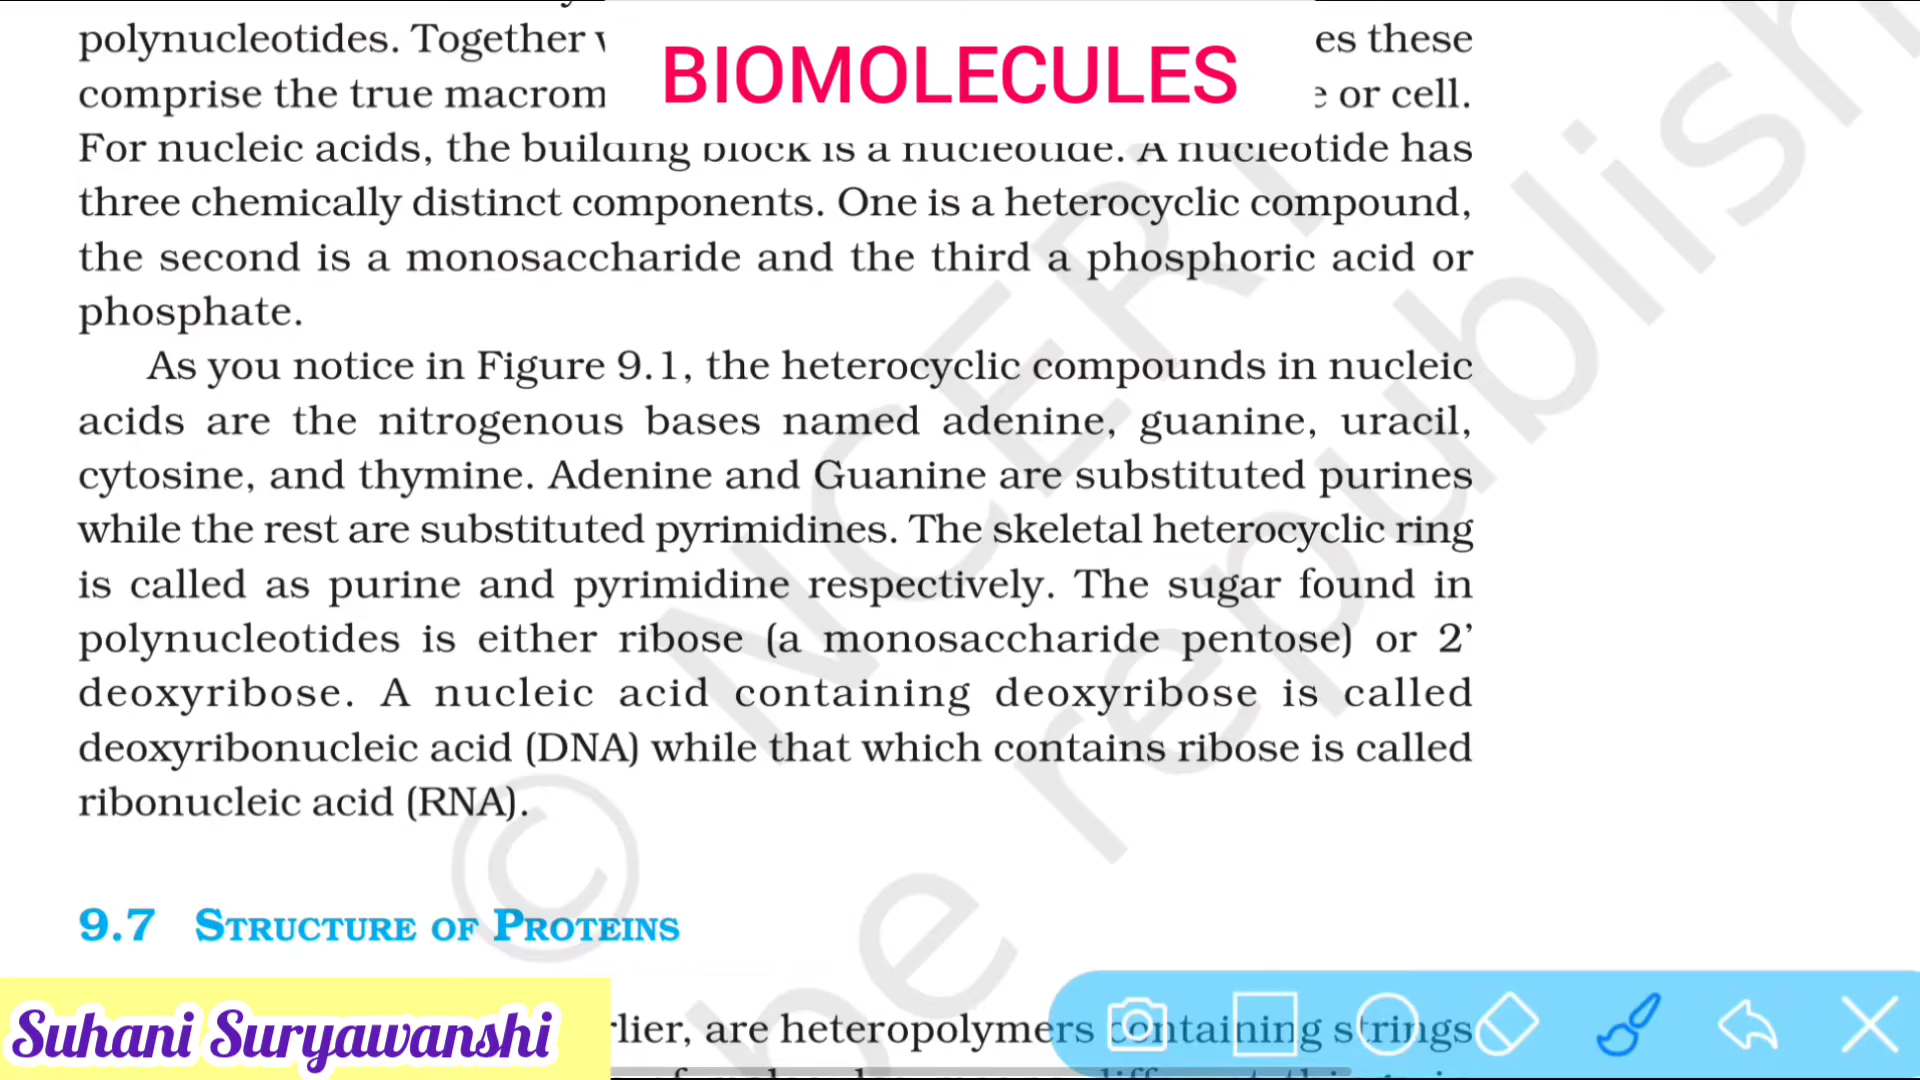 polynucleotides. Together
es these
BIOMOLECULES
comprise the true macrom
or cell.
For nucleic acids, the building block is a nucleotide. A nucleotide has
three chemically distinct components. One is a heterocyclic compound,
the second is a monosaccharide and the third a phosphoric acid or
phosphate.
As you notice in Figure 9.1, the heterocyclic compounds in nucleic
acids are the nitrogenous bases named adenine, guanine, uracil,
cytosine, and thymine. Adenine and Guanine are substituted purines
while the rest are substituted pyrimidines. The skeletal heterocyclic ring
is called as purine and pyrimidine respectively. The sugar found in
polynucleotides is either ribose (a monosaccharide pentose) or 2’
deoxyribose. A nucleic acid containing deoxyribose is called
deoxyribonucleic acid (DNA) while that which contains ribose is called
ribonucleic acid (RNA).
© NCERT
be republish
9.7 STRUCTURE OF PROTEINS
Suhani Suryawanshi
lier, are heteropolymers containing strings